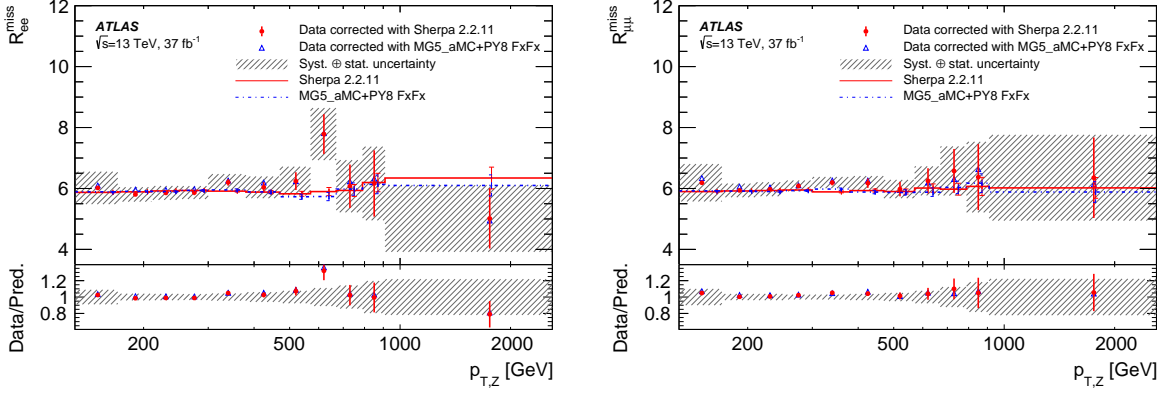 R_ee^miss
12
10
8
6
4
ATLAS
√s=13 TeV, 37 fb⁻¹
Data corrected with Sherpa 2.2.11
Data corrected with MG5_aMC+PY8 FxFx
Syst. ⊕ stat. uncertainty
Sherpa 2.2.11
MG5_aMC+PY8 FxFx
Data/Pred.
1.2
1
0.8
200 500 1000 2000
p_T,Z [GeV]
R_μμ^miss
12
10
8
6
4
ATLAS
√s=13 TeV, 37 fb⁻¹
Data corrected with Sherpa 2.2.11
Data corrected with MG5_aMC+PY8 FxFx
Syst. ⊕ stat. uncertainty
Sherpa 2.2.11
MG5_aMC+PY8 FxFx
Data/Pred.
1.2
1
0.8
200 500 1000 2000
p_T,Z [GeV]